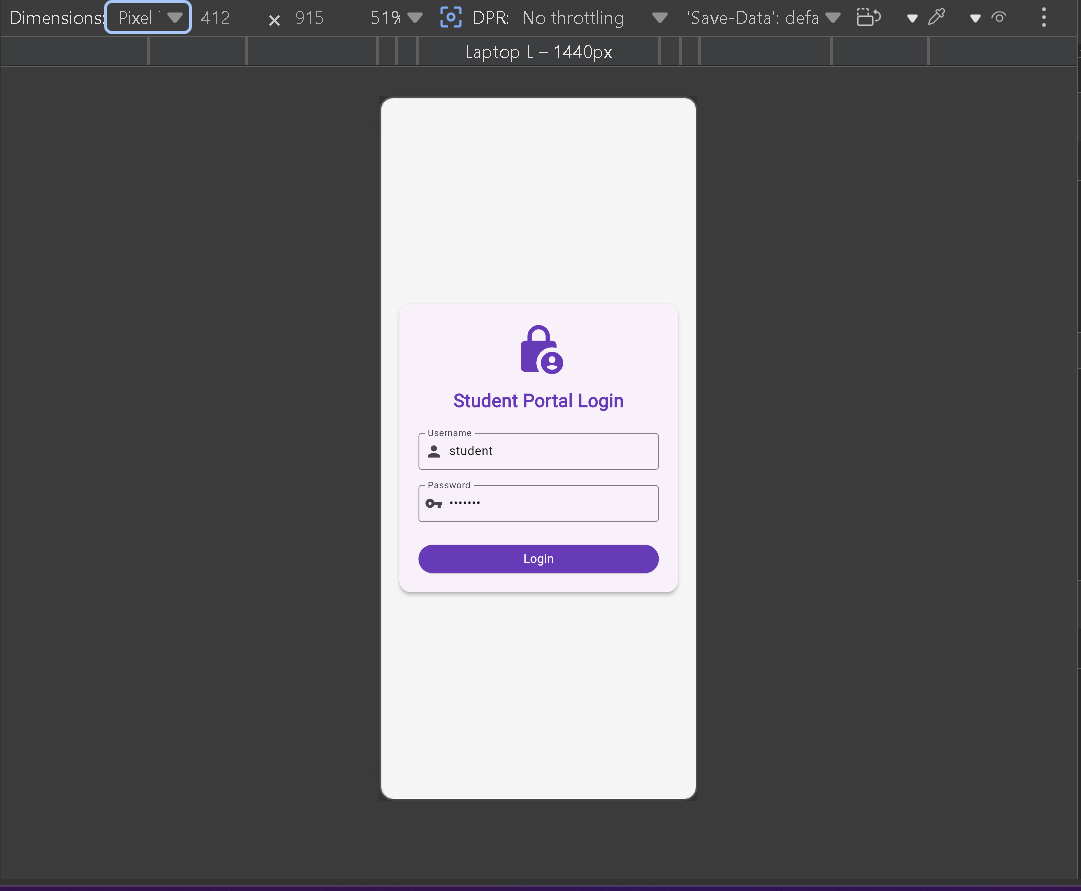 Dimensions: Pixel 412 × 915 51% DPR: No throttling 'Save-Data': defa
Laptop L – 1440px
Student Portal Login
Username
student
Password
•••••••
Login